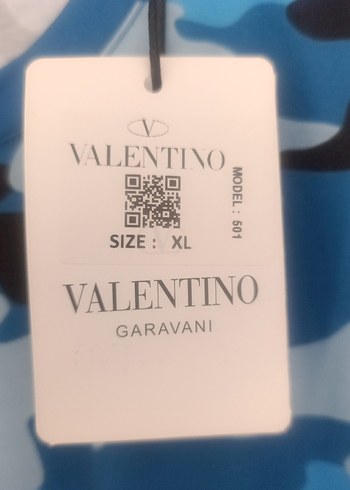 V
VALENTINO
MODEL : 501
SIZE : XL
VALENTINO
GARAVANI